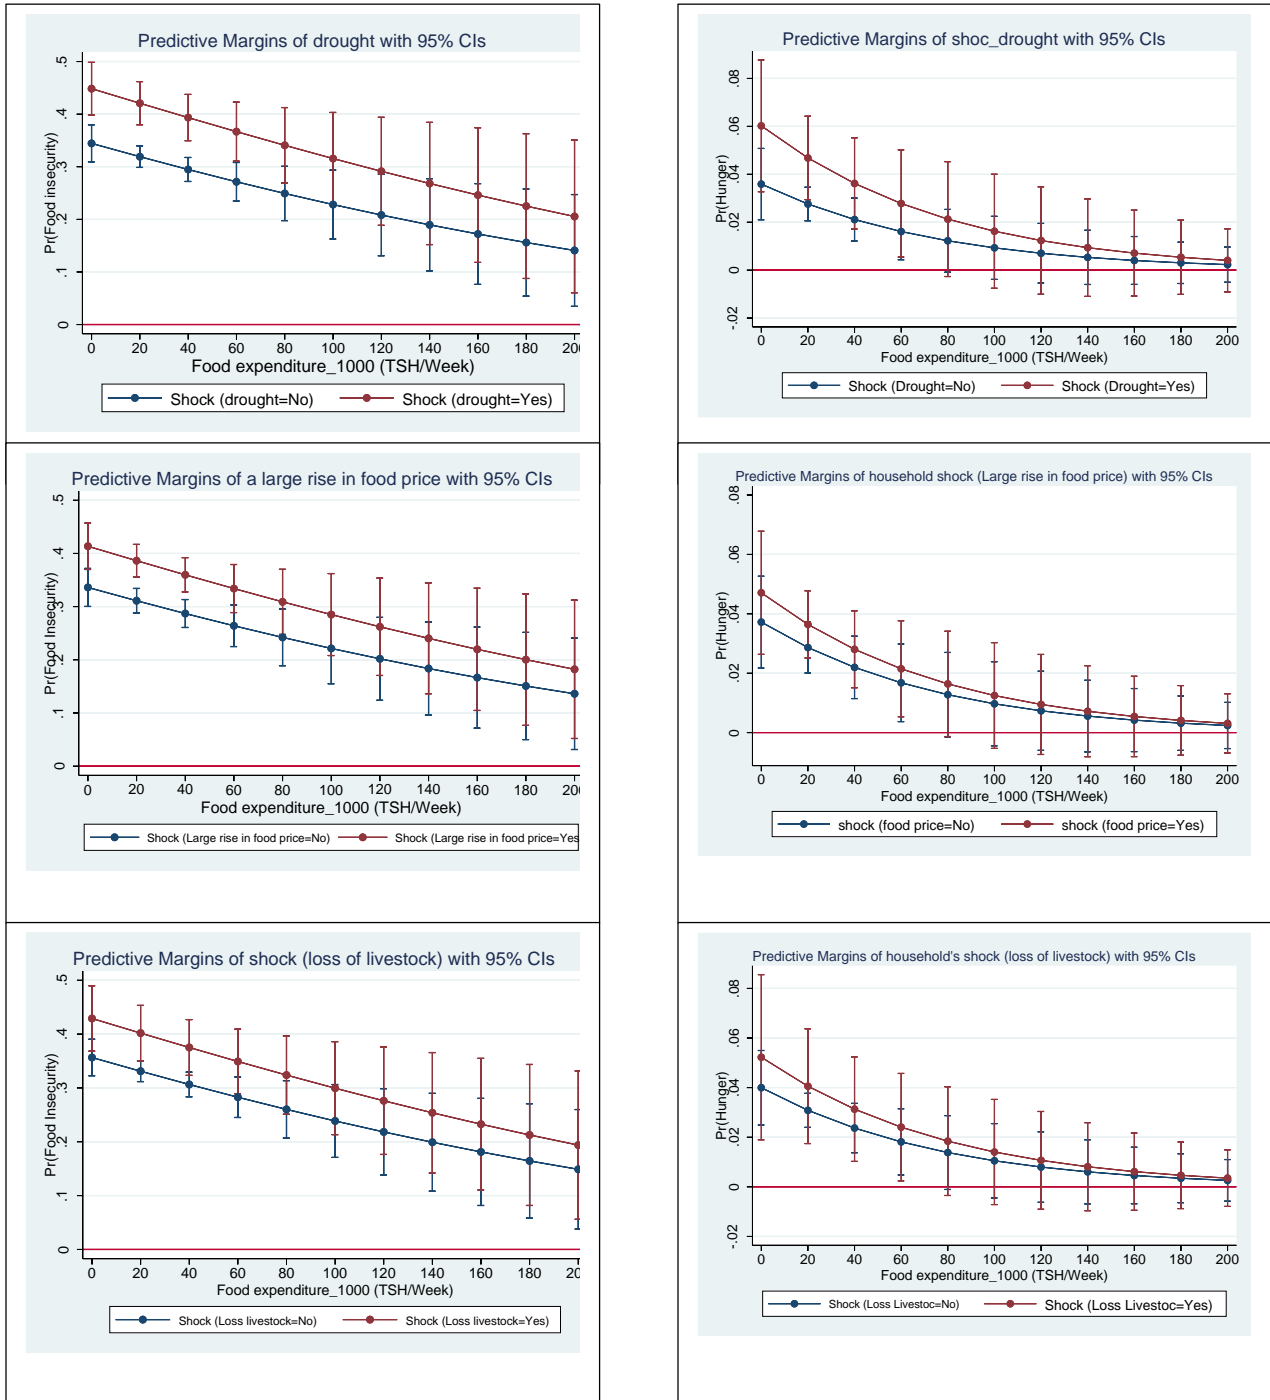 Predictive Margins of drought with 95% CIs
Pr(Food insecurity)
.5
.4
.3
.2
.1
0
0 20 40 60 80 100 120 140 160 180 200
Food expenditure_1000 (TSH/Week)
Shock (drought=No) Shock (drought=Yes)
Predictive Margins of shoc_drought with 95% CIs
Pr(Hunger)
.08
.06
.04
.02
0
-.02
0 20 40 60 80 100 120 140 160 180 200
Food expenditure_1000 (TSH/Week)
Shock (Drought=No) Shock (Drought=Yes)
Predictive Margins of a large rise in food price with 95% CIs
Pr(Food Insecurity)
.5
.4
.3
.2
.1
0
0 20 40 60 80 100 120 140 160 180 200
Food expenditure_1000 (TSH/Week)
Shock (Large rise in food price=No) Shock (Large rise in food price=Yes
Predictive Margins of household shock (Large rise in food price) with 95% CIs
Pr(Hunger)
.08
.06
.04
.02
0
0 20 40 60 80 100 120 140 160 180 200
Food expenditure_1000 (TSH/Week)
shock (food price=No) shock (food price=Yes)
Predictive Margins of shock (loss of livestock) with 95% CIs
Pr(Food Insecurity)
.5
.4
.3
.2
.1
0
0 20 40 60 80 100 120 140 160 180 20
Food expenditure_1000 (TSH/Week)
Shock (Loss livestock=No) Shock (Loss livestock=Yes)
Predictive Margins of household's shock (loss of livestock) with 95% CIs
Pr(Hunger)
.08
.06
.04
.02
0
-.02
0 20 40 60 80 100 120 140 160 180 200
Food expenditure_1000 (TSH/Week)
Shock (Loss Livestoc=No) Shock (Loss Livestoc=Yes)